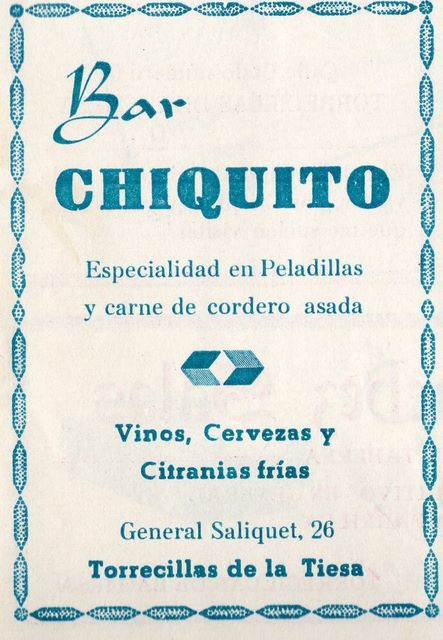 Bar
CHIQUITO
Especialidad en Peladillas
y carne de cordero asada
Vinos, Cervezas y
Citranias frías
General Saliquet, 26
Torrecillas de la Tiesa